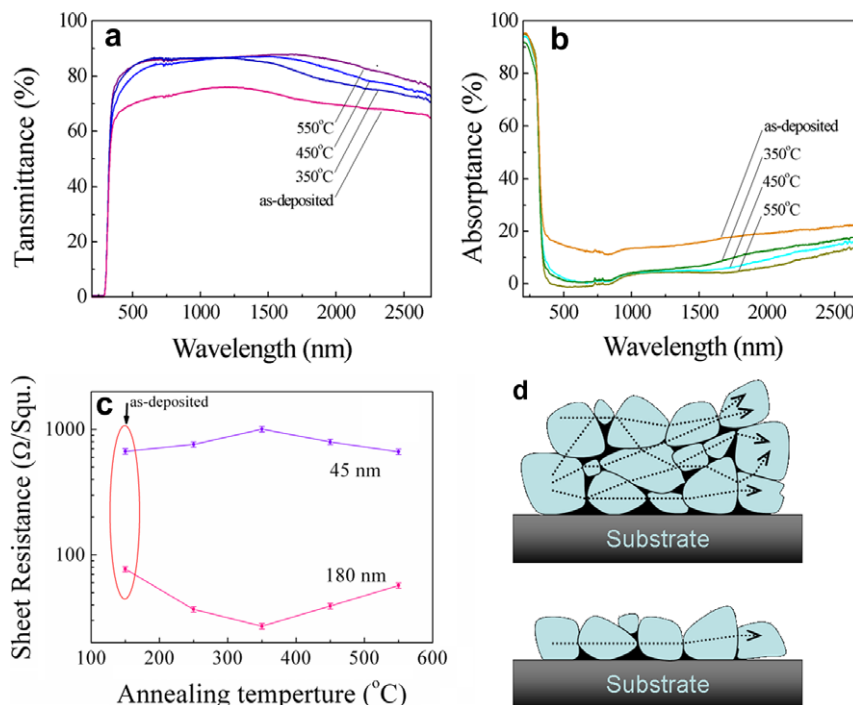 a
Tansmittance (%)
100
80
60
40
20
0
550°C
450°C
350°C
as-deposited
500 1000 1500 2000 2500
Wavelength (nm)
b
Absorptance (%)
100
80
60
40
20
0
as-deposited
350°C
450°C
550°C
500 1000 1500 2000 2500
Wavelength (nm)
c
as-deposited
Sheet Resistance (Ω/Squ.)
1000
100
45 nm
180 nm
100 200 300 400 500 600
Annealing temperture (°C)
d
Substrate
Substrate